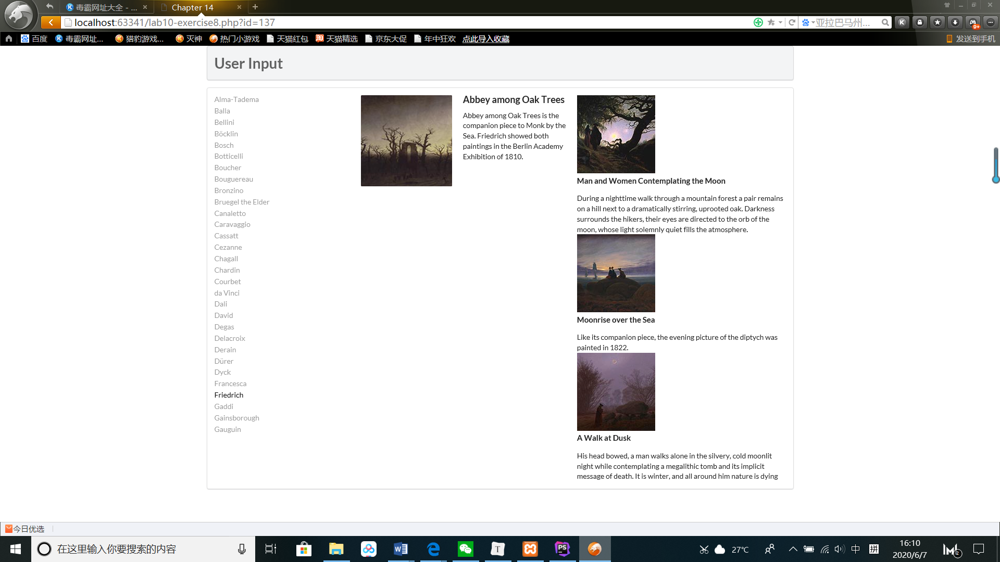 毒霸网址大全 - ...
Chapter 14
localhost:63341/lab10-exercise8.php?id=137
亚拉巴马州...
百度
毒霸网址...
猎豹游戏...
灭神
热门小游戏
天猫红包
天猫精选
京东大促
年中狂欢
点此导入收藏
发送到手机
User Input
Alma-Tadema
Balla
Bellini
Böcklin
Bosch
Botticelli
Boucher
Bouguereau
Bronzino
Bruegel the Elder
Canaletto
Caravaggio
Cassatt
Cezanne
Chagall
Chardin
Courbet
da Vinci
Dali
David
Degas
Delacroix
Derain
Dürer
Dyck
Francesca
Friedrich
Gaddi
Gainsborough
Gauguin
Abbey among Oak Trees
Abbey among Oak Trees is the
companion piece to Monk by the
Sea. Friedrich showed both
paintings in the Berlin Academy
Exhibition of 1810.
Man and Women Contemplating the Moon
During a nighttime walk through a mountain forest a pair remains
on a hill next to a dramatically stirring, uprooted oak. Darkness
surrounds the hikers, their eyes are directed to the orb of the
moon, whose light solemnly quiet fills the atmosphere.
Moonrise over the Sea
Like its companion piece, the evening picture of the diptych was
painted in 1822.
A Walk at Dusk
His head bowed, a man walks alone in the silvery, cold moonlit
night while contemplating a megalithic tomb and its implicit
message of death. It is winter, and all around him nature is dying
今日优选
在这里输入你要搜索的内容
27°C
中
拼
16:10
2020/6/7
2